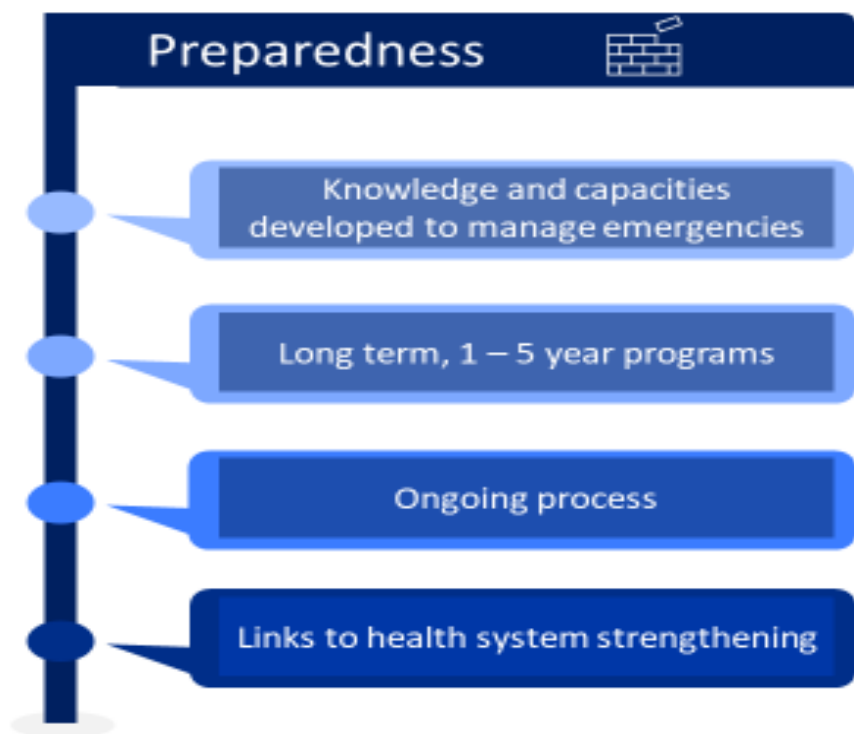 Preparedness
Knowledge and capacities
developed to manage emergencies
Long term, 1 – 5 year programs
Ongoing process
Links to health system strengthening